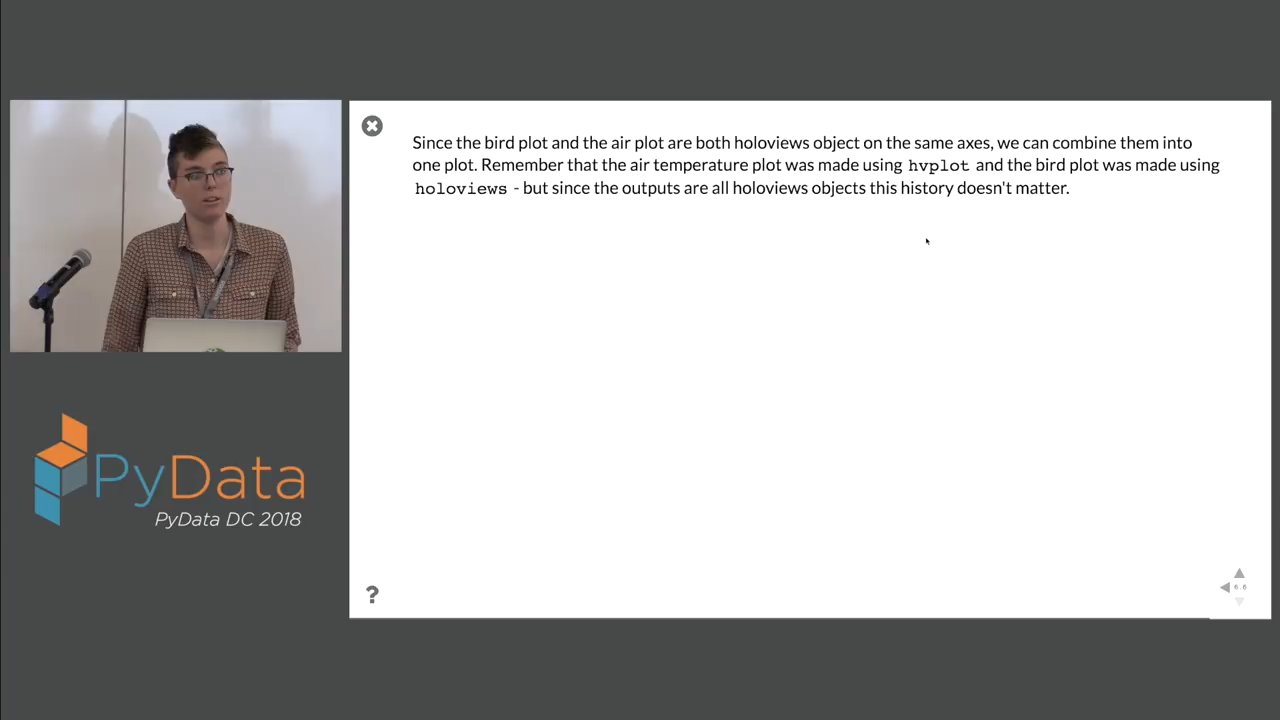 Since the bird plot and the air plot are both holoviews object on the same axes, we can combine them into
one plot. Remember that the air temperature plot was made using hvplot and the bird plot was made using
holoviews - but since the outputs are all holoviews objects this history doesn't matter.
PyData
PyData DC 2018
?
6.6